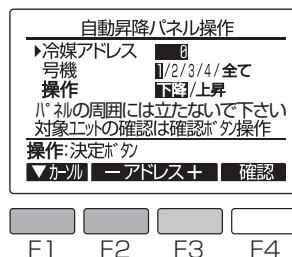 自動昇降パネル操作
▶冷媒アドレス 0
号機 1/2/3/4/全て
操作 下降/上昇
パネルの周囲には立たないで下さい
対象ユニットの確認は確認ボタン操作
操作:決定ボタン
▼カーソル －アドレス＋ 確認
F1 F2 F3 F4